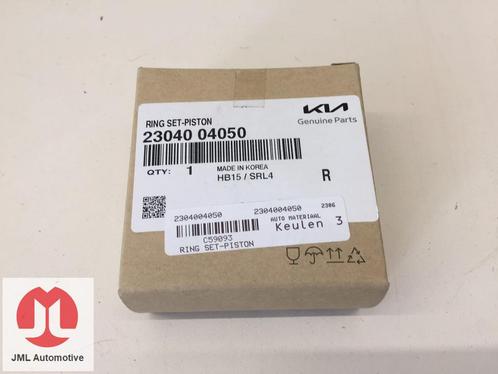 RING SET-PISTON
23040 04050
QTY: 1
MADE IN KOREA
HB15 / SRL4
R
KIA
Genuine Parts
2304004050 2304004050 2306
C59093
RING SET-PISTON
AUTO MATERIAAL
Keulen 3
JML Automotive